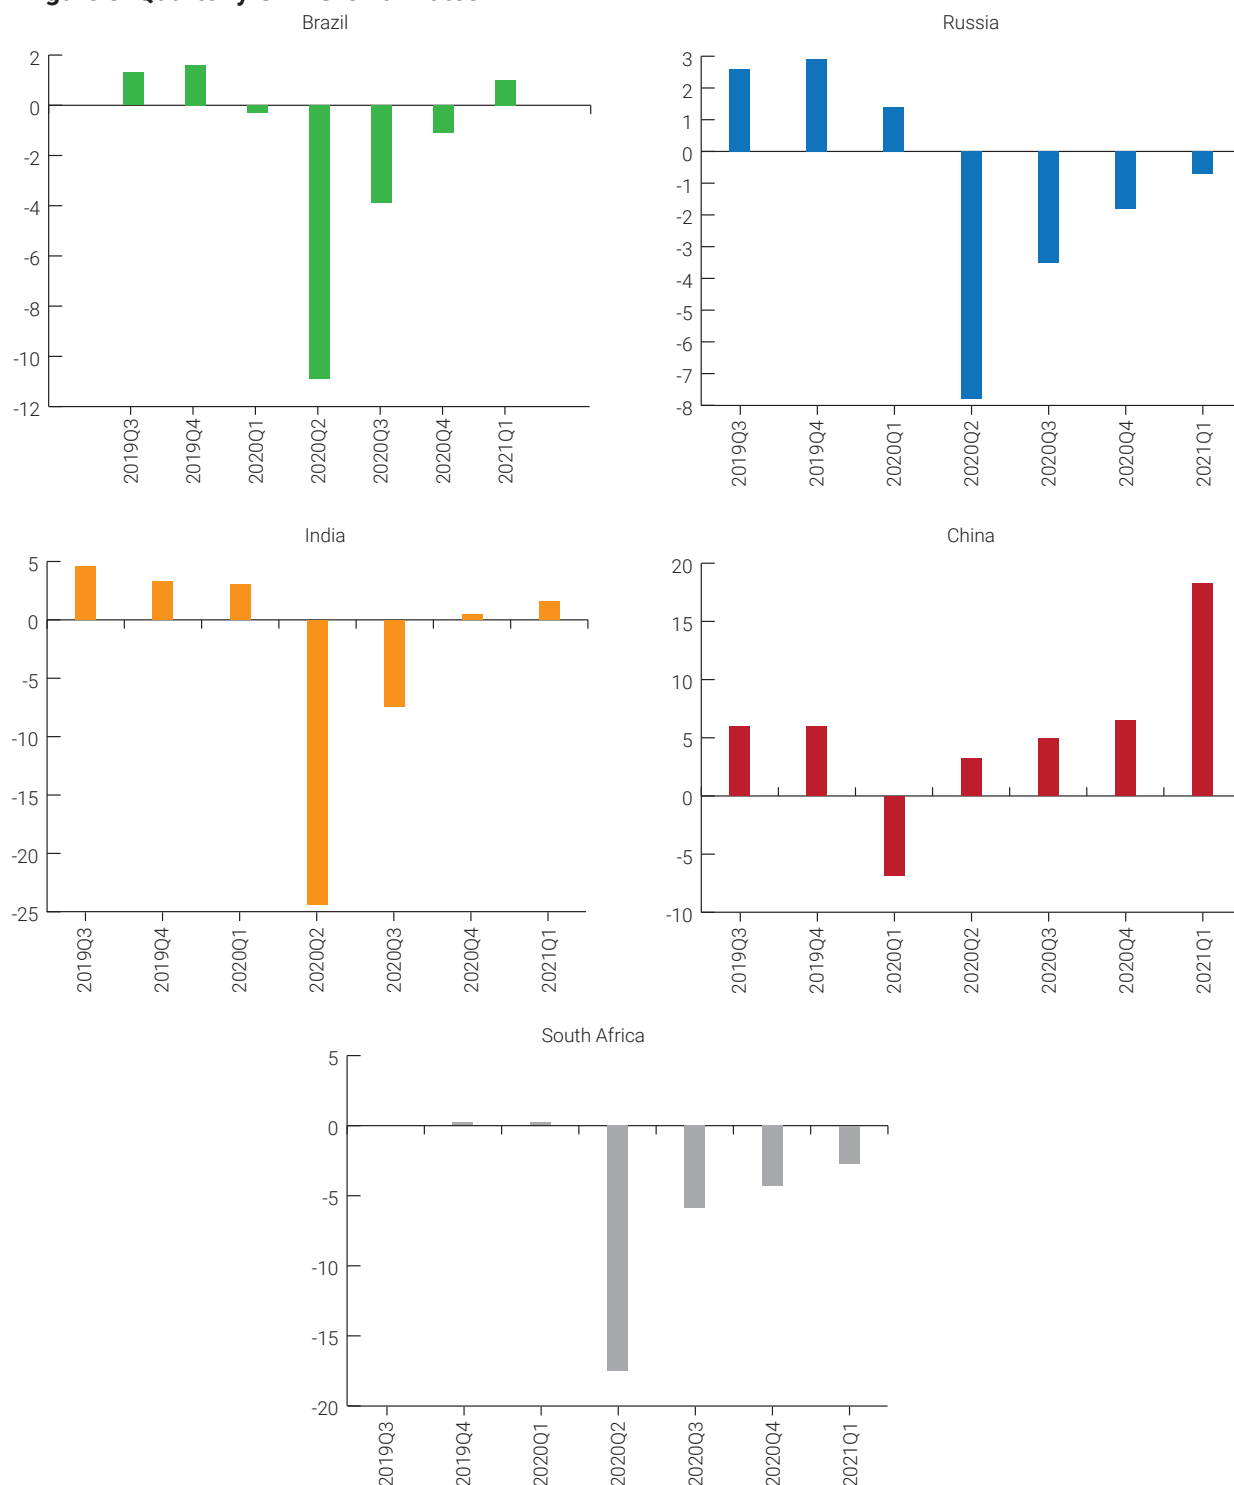 Brazil
2
0
-2
-4
-6
-8
-10
-12
2019Q3
2019Q4
2020Q1
2020Q2
2020Q3
2020Q4
2021Q1
Russia
3
2
1
0
-1
-2
-3
-4
-5
-6
-7
-8
2019Q3
2019Q4
2020Q1
2020Q2
2020Q3
2020Q4
2021Q1
India
5
0
-5
-10
-15
-20
-25
2019Q3
2019Q4
2020Q1
2020Q2
2020Q3
2020Q4
2021Q1
China
20
15
10
5
0
-5
-10
2019Q3
2019Q4
2020Q1
2020Q2
2020Q3
2020Q4
2021Q1
South Africa
5
0
-5
-10
-15
-20
2019Q3
2019Q4
2020Q1
2020Q2
2020Q3
2020Q4
2021Q1